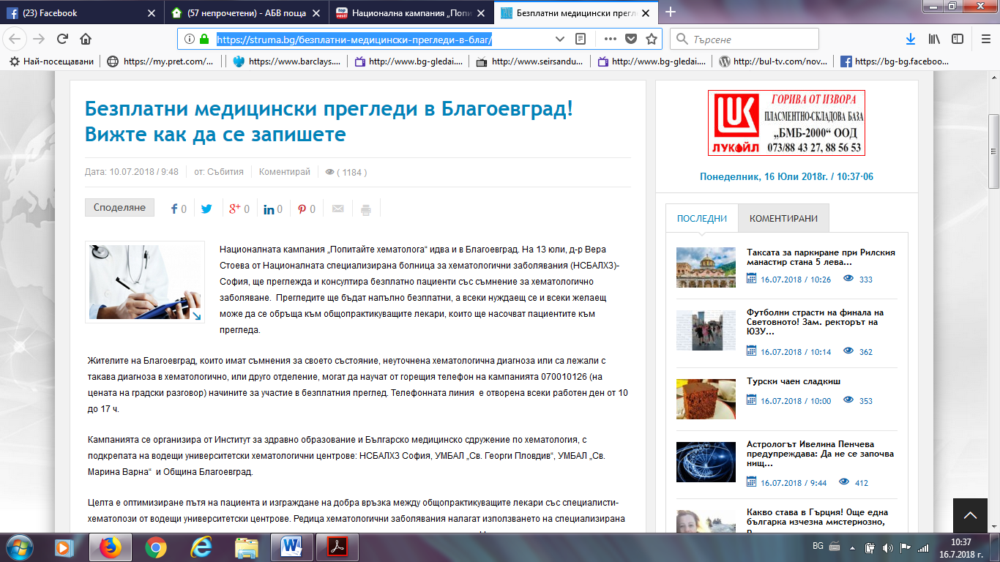 (23) Facebook
(57 непрочетени) - АБВ поща
Национална кампания „Попи
Безплатни медицински прегл
https://struma.bg/безплатни-медицински-прегледи-в-благ/
Търсене
Най-посещавани
https://my.pret.com/...
https://www.barclays....
http://www.bg-gledai....
http://www.seirsandu...
http://www.bg-gledai....
http://bul-tv.com/nov...
https://bg-bg.faceboo...
Безплатни медицински прегледи в Благоевград!
Вижте как да се запишете
Дата: 10.07.2018 / 9:48
от: Събития
Коментирай
( 1184 )
Споделяне
0
0
0
0
Националната кампания „Попитайте хематолога“ идва и в Благоевград. На 13 юли, д-р Вера
Стоева от Националната специализирана болница за хематологични заболявания (НСБАЛХЗ)-
София, ще преглежда и консултира безплатно пациенти със съмнение за хематологично
заболяване. Прегледите ще бъдат напълно безплатни, а всеки нуждаещ се и всеки желаещ
може да се обръща към общопрактикуващите лекари, които ще насочват пациентите към
прегледа.
Жителите на Благоевград, които имат съмнения за своето състояние, неуточнена хематологична диагноза или са лежали с
такава диагноза в хематологично, или друго отделение, могат да научат от горещия телефон на кампанията 070010126 (на
цената на градски разговор) начините за участие в безплатния преглед. Телефонната линия е отворена всеки работен ден от 10
до 17 ч.
Кампанията се организира от Институт за здравно образование и Българско медицинско сдружение по хематология, с
подкрепата на водещи университетски хематологични центрове: НСБАЛХЗ София, УМБАЛ „Св. Георги Пловдив“, УМБАЛ „Св.
Марина Варна“ и Община Благоевград.
Целта е оптимизиране пътя на пациента и изграждане на добра връзка между общопрактикуващите лекари със специалисти-
хематолози от водещи университетски центрове. Редица хематологични заболявания налагат използването на специализирана
ГОРИВА ОТ ИЗВОРА
ПЛАСМЕНТНО-СКЛАДОВА БАЗА
„БМБ-2000“ ООД
ЛУКОЙЛ
073/88 43 27, 88 56 53
Понеделник, 16 Юли 2018г. / 10:37:06
ПОСЛЕДНИ
КОМЕНТИРАНИ
Таксата за паркиране при Рилския
манастир стана 5 лева...
16.07.2018 / 10:26
333
Футболни страсти на финала на
Световното! Зам. ректорът на
ЮЗУ...
16.07.2018 / 10:14
362
Турски чаен сладкиш
16.07.2018 / 10:00
353
Астрологът Ивелина Пенчева
предупреждава: Да не се започва
нищ...
16.07.2018 / 9:44
412
Какво става в Гърция! Още една
българка изчезна мистериозно,
BG
10:37
16.7.2018 г.